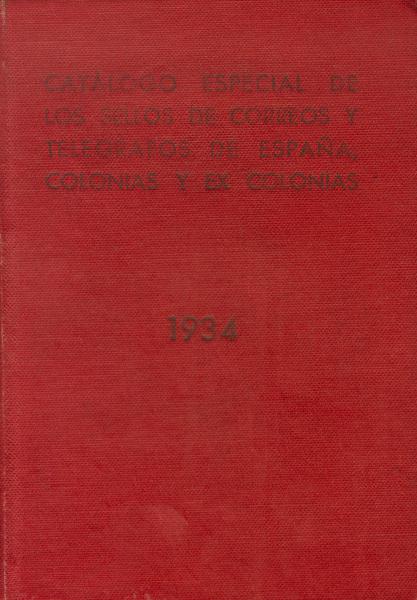 CATÁLOGO ESPECIAL DE
LOS SELLOS DE CORREOS Y
TELÉGRAFOS DE ESPAÑA,
COLONIAS Y EX COLONIAS
1934